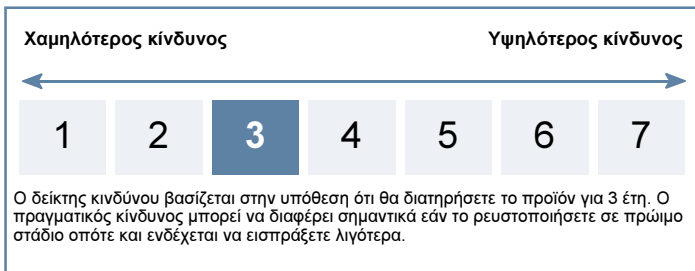 Χαμηλότερος κίνδυνος Υψηλότερος κίνδυνος
1 2 3 4 5 6 7
Ο δείκτης κινδύνου βασίζεται στην υπόθεση ότι θα διατηρήσετε το προϊόν για 3 έτη. Ο
πραγματικός κίνδυνος μπορεί να διαφέρει σημαντικά εάν το ρευστοποιήσετε σε πρώιμο
στάδιο οπότε και ενδέχεται να εισπράξετε λιγότερα.